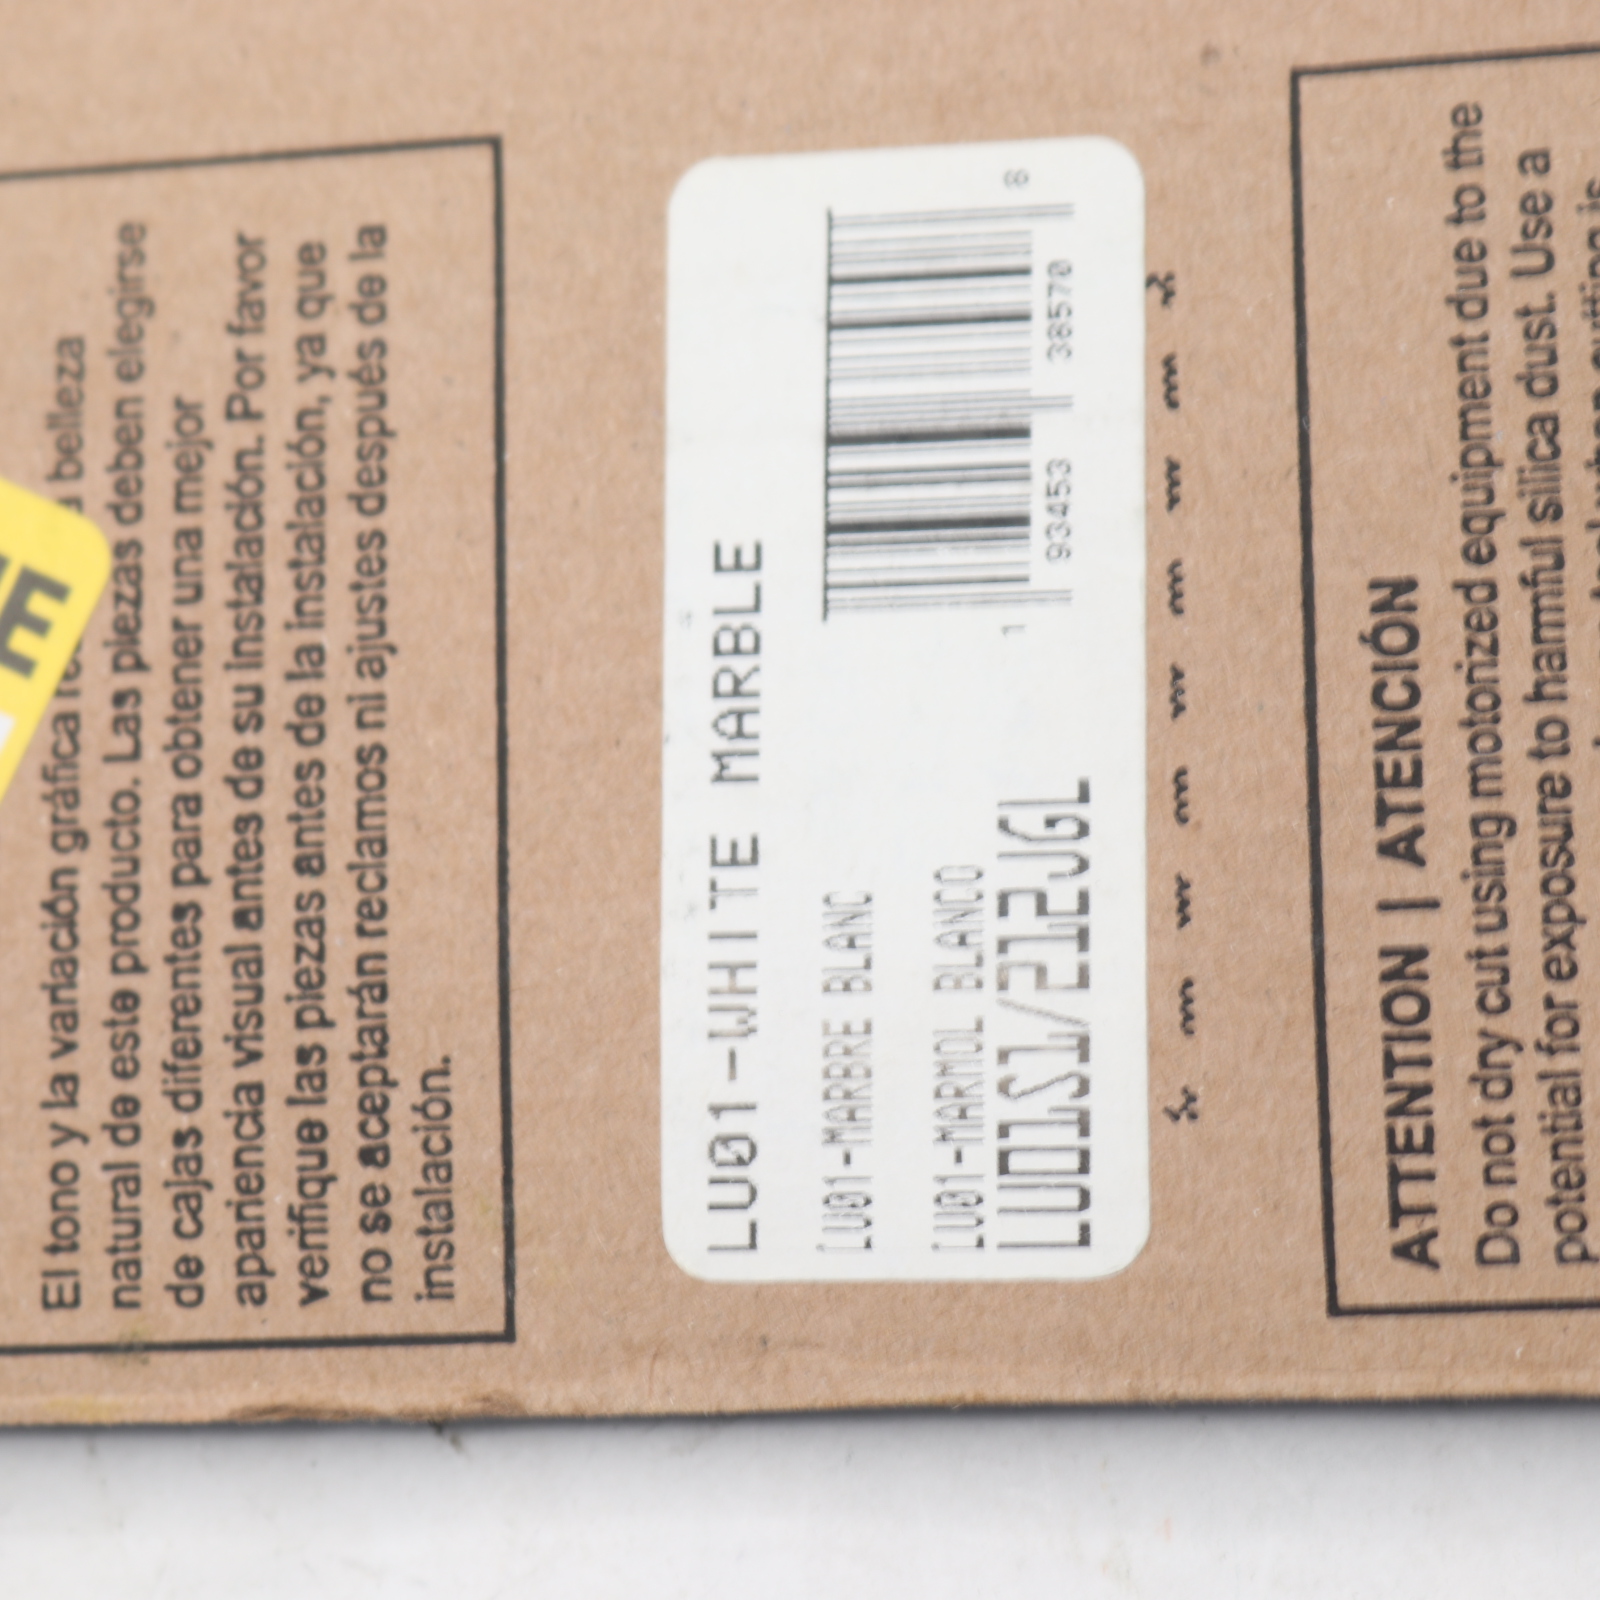 El tono y la variación gráfica belleza
natural de este producto. Las piezas deben elegirse
de cajas diferentes para obtener una mejor
apariencia visual antes de su instalación. Por favor
verifique las piezas antes de la instalación, ya que
no se aceptarán reclamos ni ajustes después de la
instalación.
LU01-WHITE MARBLE
LU01-MARBRE BLANC
LU01-MARMOL BLANCO
LU01LS1/212JGL
1 93453 38570 8
ATTENTION | ATENCIÓN
Do not dry cut using motorized equipment due to the
potential for exposure to harmful silica dust. Use a